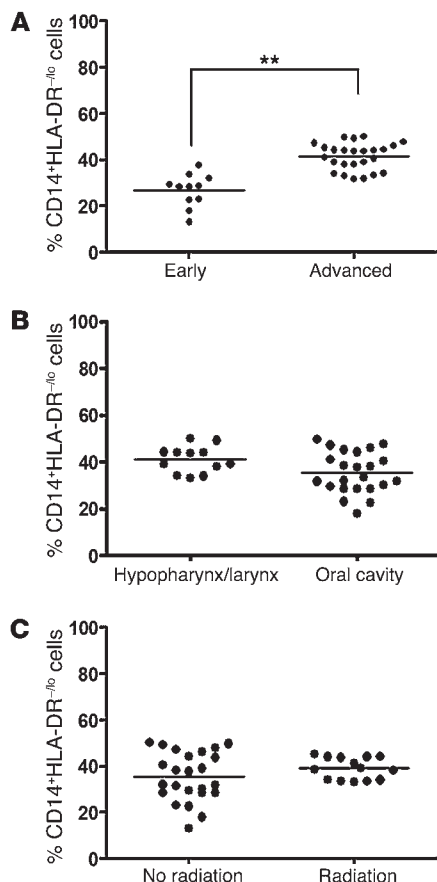 A
% CD14+HLA-DR–/lo cells
100
80
60
40
20
0
**
Early Advanced
B
% CD14+HLA-DR–/lo cells
100
80
60
40
20
0
Hypopharynx/larynx Oral cavity
C
% CD14+HLA-DR–/lo cells
100
80
60
40
20
0
No radiation Radiation